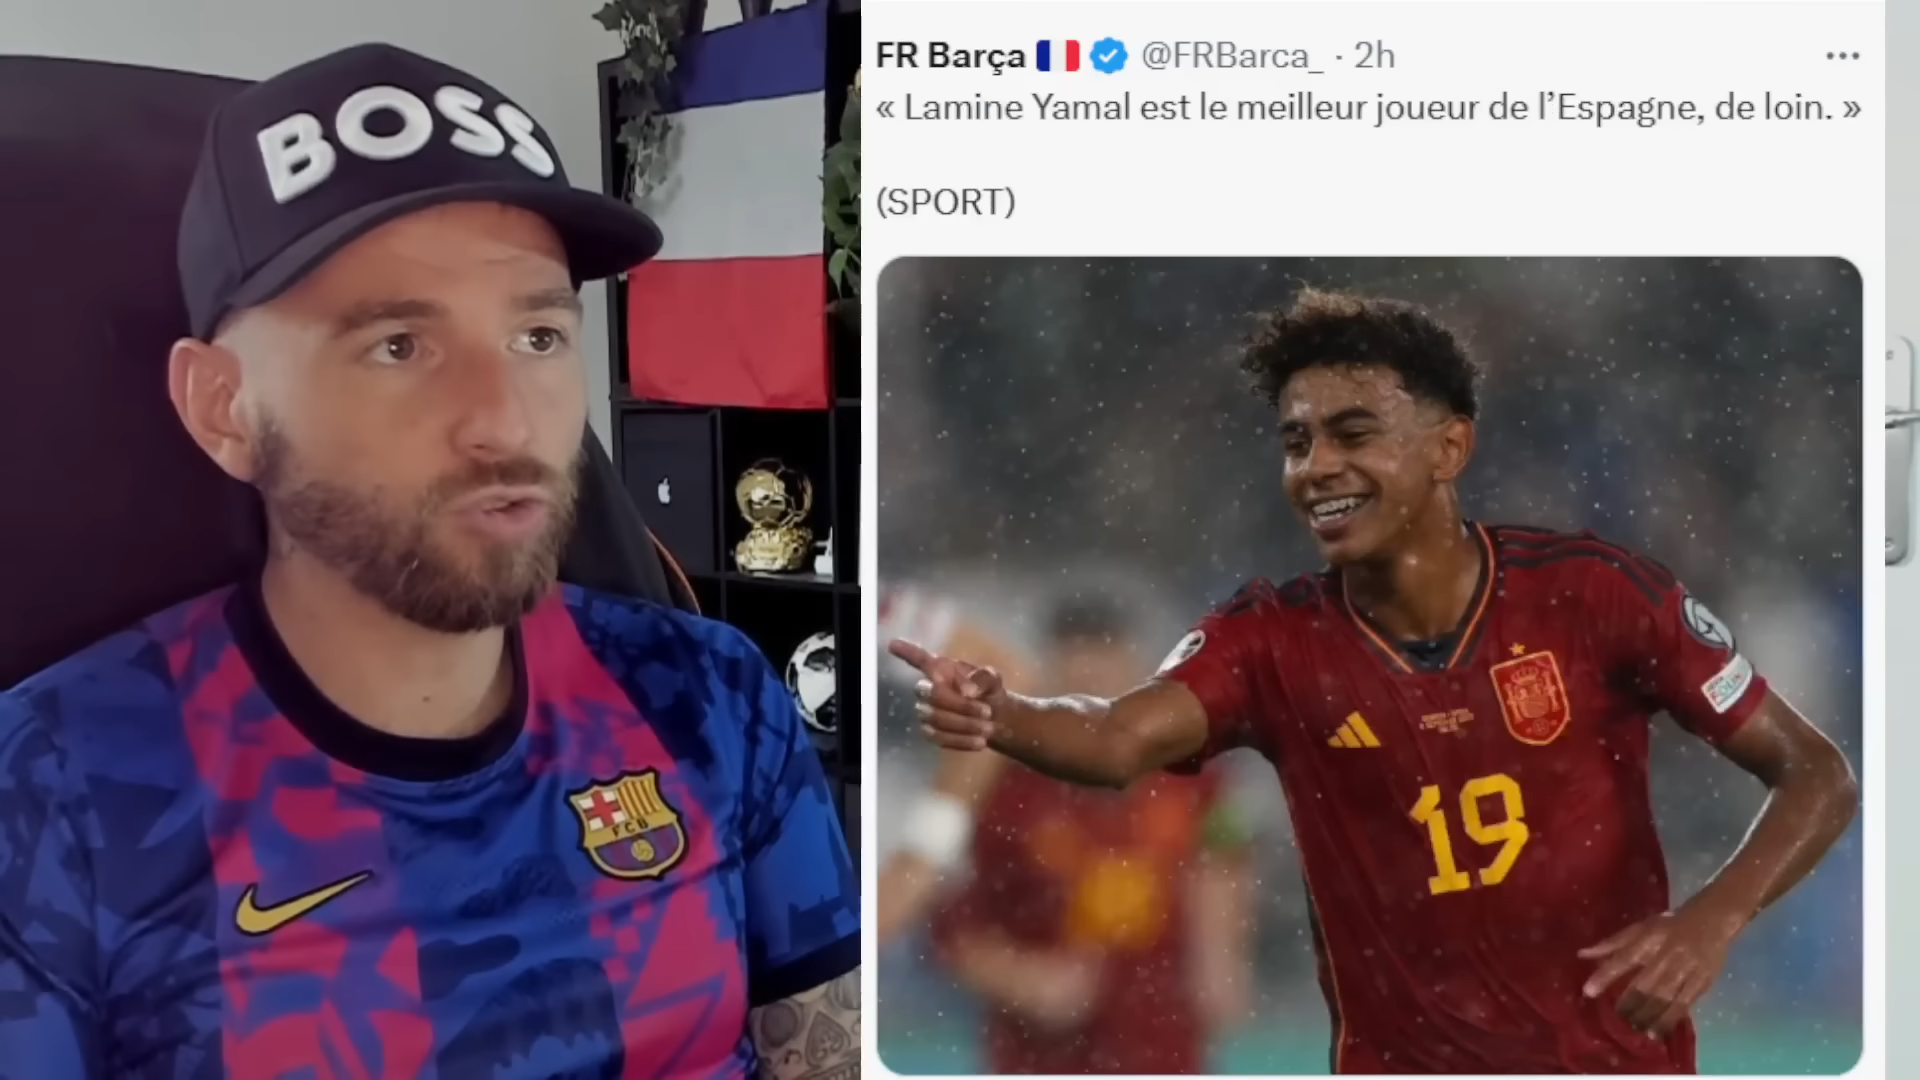 BOSS
FR Barça 🇫🇷 @FRBarca_ · 2h
« Lamine Yamal est le meilleur joueur de l’Espagne, de loin. »
(SPORT)
FCB
19